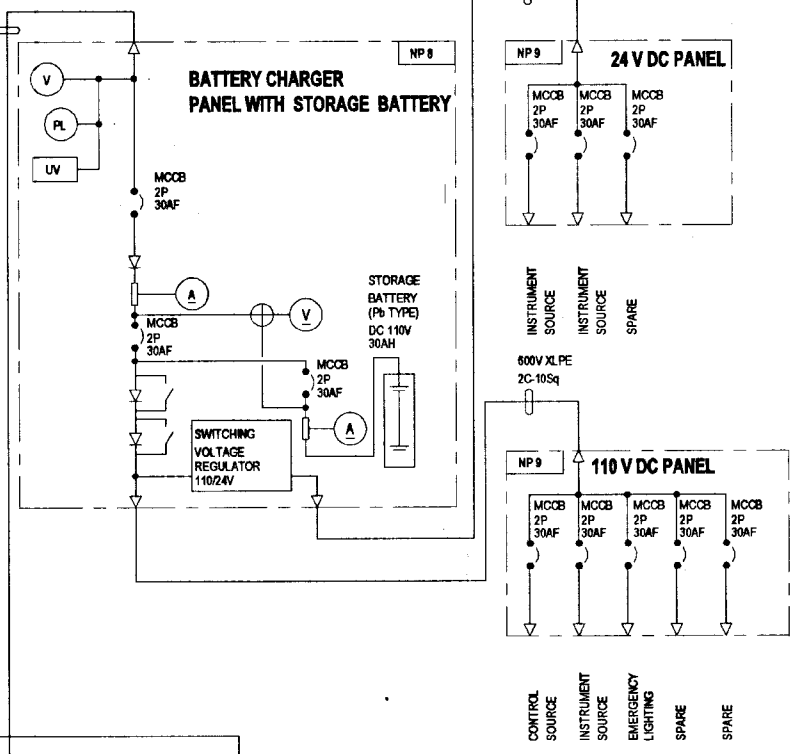 NP 8
BATTERY CHARGER
PANEL WITH STORAGE BATTERY
V
PL
UV
MCCB
2P
30AF
A
V
MCCB
2P
30AF
STORAGE
BATTERY
(Pb TYPE)
DC 110V
30AH
MCCB
2P
30AF
A
SWITCHING
VOLTAGE
REGULATOR
110/24V
NP 9
24 V DC PANEL
MCCB
2P
30AF
MCCB
2P
30AF
MCCB
2P
30AF
INSTRUMENT
SOURCE
INSTRUMENT
SOURCE
SPARE
600V XLPE
2C-10Sq
NP 9
110 V DC PANEL
MCCB
2P
30AF
MCCB
2P
30AF
MCCB
2P
30AF
MCCB
2P
30AF
MCCB
2P
30AF
CONTROL
SOURCE
INSTRUMENT
SOURCE
EMERGENCY
LIGHTING
SPARE
SPARE